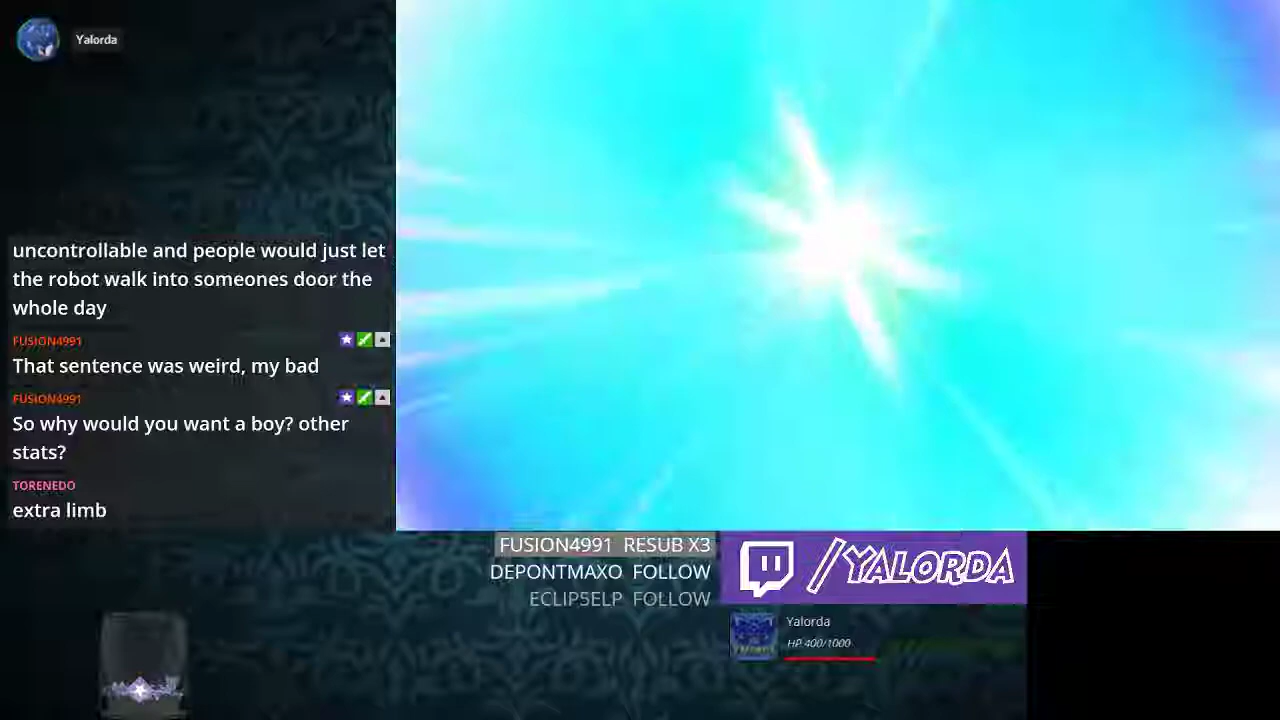 Yalorda
uncontrollable and people would just let
the robot walk into someones door the
whole day
FUSION4991
That sentence was weird, my bad
FUSION4991
So why would you want a boy? other
stats?
TORENEDO
extra limb
FUSION4991 RESUB X3
DEPONTMAXO FOLLOW
ECLIP5ELP FOLLOW
/YALORDA
Yalorda
HP 400/1000